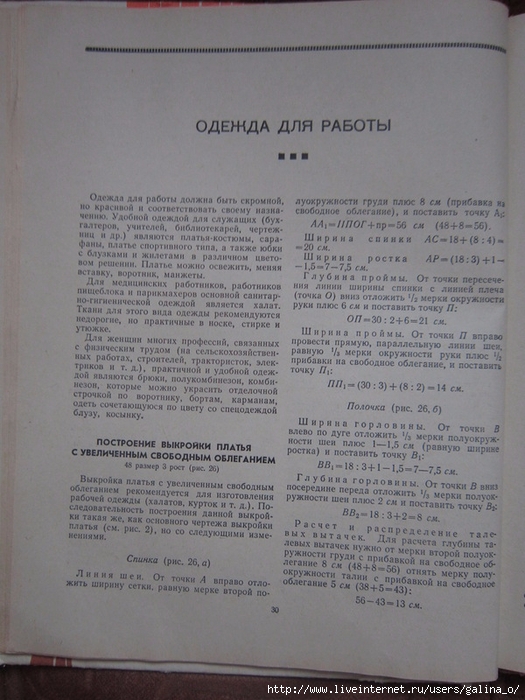 ОДЕЖДА ДЛЯ РАБОТЫ
Одежда для работы должна быть скромной,
но красивой и соответствовать своему назна-
чению. Удобной одеждой для служащих (бух-
галтеров, учителей, библиотекарей, чертеж-
ниц и др.) являются платья-костюмы, сара-
фаны, платье спортивного типа, а также юбки
с блузками и жилетами в различном цвето-
вом решении. Платье можно освежить, меняя
вставку, воротник, манжеты.
Для медицинских работников, работников
пищеблока и парикмахеров основной санитар-
но-гигиенической одеждой является халат.
Ткани для этого вида одежды рекомендуются
недорогие, но практичные в носке, стирке и
утюжке.
Для женщин многих профессий, связанных
с физическим трудом (на сельскохозяйствен-
ных работах, строителей, трактористок, элек-
триков и т. д.), практичной и удобной одеж-
дой являются брюки, полукомбинезон, комби-
незон, которые можно украсить отделочной
строчкой по воротнику, бортам, карманам,
одеть сочетающуюся по цвету со спецодеждой
блузу, косынку.
ПОСТРОЕНИЕ ВЫКРОЙКИ ПЛАТЬЯ
С УВЕЛИЧЕННЫМ СВОБОДНЫМ ОБЛЕГАНИЕМ
48 размер 3 рост (рис. 26)
Выкройка платья с увеличенным свободным
облеганием рекомендуется для изготовления
рабочей одежды (халатов, курток и т. д.). По-
следовательность построения данной выкрой-
ки такая же, как основного чертежа выкройки
платья (см. рис. 2), но со следующими изме-
нениями.
Спинка (рис. 26, а)
Линия шеи. От точки А вправо отло-
жить ширину сетки, равную мерке второй по-
луокружности груди плюс 8 см (прибавка на
свободное облегание), и поставить точку А₁:
АА₁=IIПОГ+пр=56 см (48+8=56).
Ширина спинки АС=18+(8:4)=
=20 см.
Ширина ростка АР=(18:3)+1—
—1,5=7—7,5 см.
Глубина проймы. От точки пересече-
ния линии ширины спинки с линией плеча
(точка О) вниз отложить ¹/₂ мерки окружности
руки плюс 6 см и поставить точку П:
ОП=30:2+6=21 см.
Ширина проймы. От точки П вправо
провести прямую, параллельную линии шеи,
равную ¹/₃ мерки окружности руки плюс ¹/₂
прибавки на свободное облегание, и поставить
точку П₁:
ПП₁=(30:3)+(8:2)=14 см.
Полочка (рис. 26, б)
Ширина горловины. От точки В
влево по дуге отложить ¹/₃ мерки полуокруж-
ности шеи плюс 1—1,5 см (равную ширине
ростка) и поставить точку В₁:
ВВ₁=18:3+1—1,5=7—7,5 см.
Глубина горловины. От точки В вниз
посередине переда отложить ¹/₃ мерки полуок-
ружности шеи плюс 2 см и поставить точку В₂:
ВВ₂=18:3+2=8 см.
Расчет и распределение тале-
вых вытачек. Для расчета глубины та-
левых вытачек нужно от мерки второй полуок-
ружности груди с прибавкой на свободное об-
легание 8 см (48+8=56) отнять мерку полу-
окружности талии с прибавкой на свободное
облегание 5 см (38+5=43):
56—43=13 см.
30
http://www.liveinternet.ru/users/galina_o/